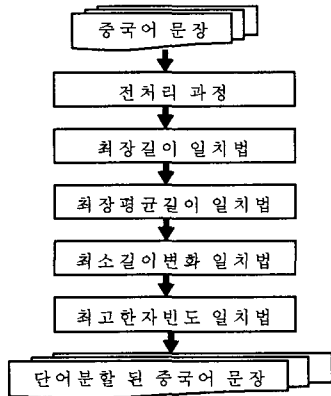 중국어 문장
전처리 과정
최장길이 일치법
최장평균길이 일치법
최소길이변화 일치법
최고한자빈도 일치법
단어분할 된 중국어 문장